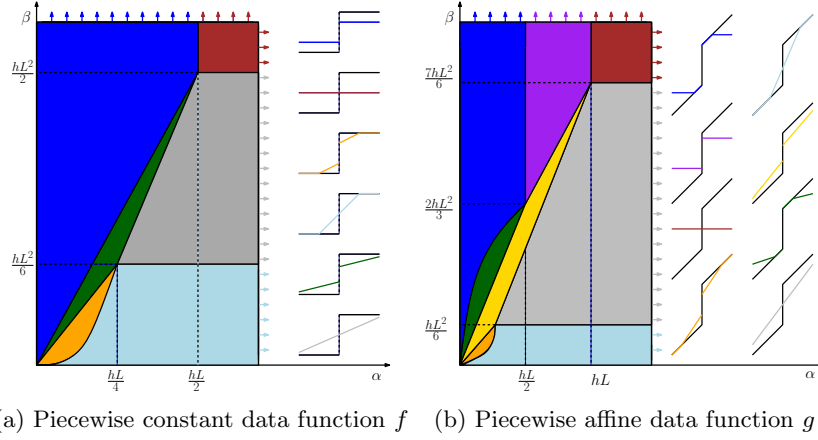 β
hL²/2
hL²/6
hL/4
hL/2
α
β
7hL²/6
2hL²/3
hL²/6
hL/2
hL
α
a) Piecewise constant data function f
(b) Piecewise affine data function g